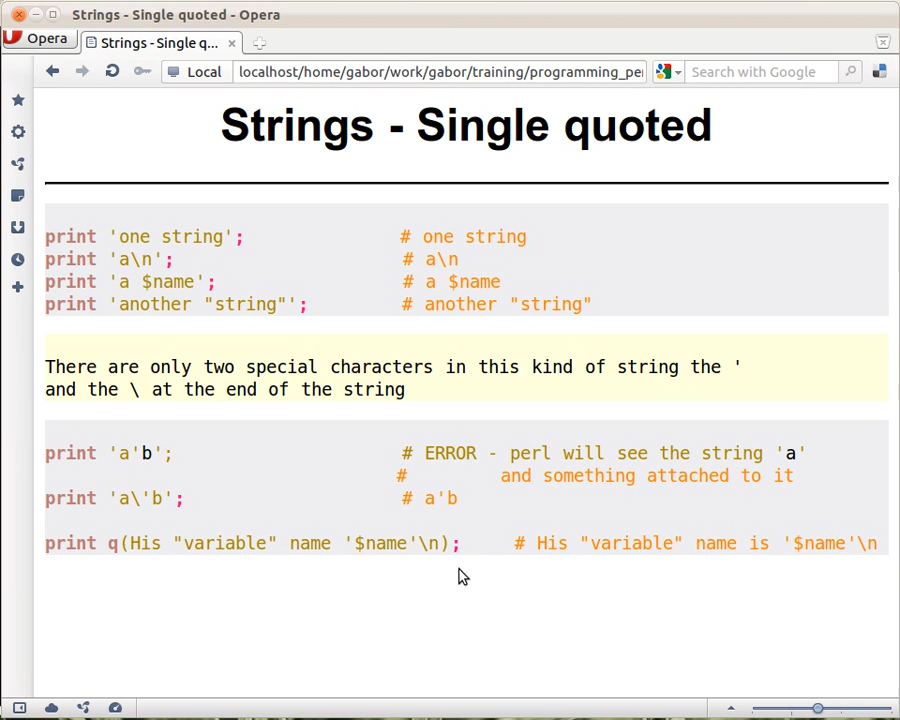 Strings - Single quoted - Opera
Opera
Strings - Single q...
Local
localhost/home/gabor/work/gabor/training/programming_pe
Search with Google
Strings - Single quoted
print 'one string'; # one string
print 'a\n'; # a\n
print 'a $name'; # a $name
print 'another "string"'; # another "string"
There are only two special characters in this kind of string the '
and the \ at the end of the string
print 'a'b'; # ERROR - perl will see the string 'a'
# and something attached to it
print 'a\'b'; # a'b
print q(His "variable" name '$name'\n); # His "variable" name is '$name'\n